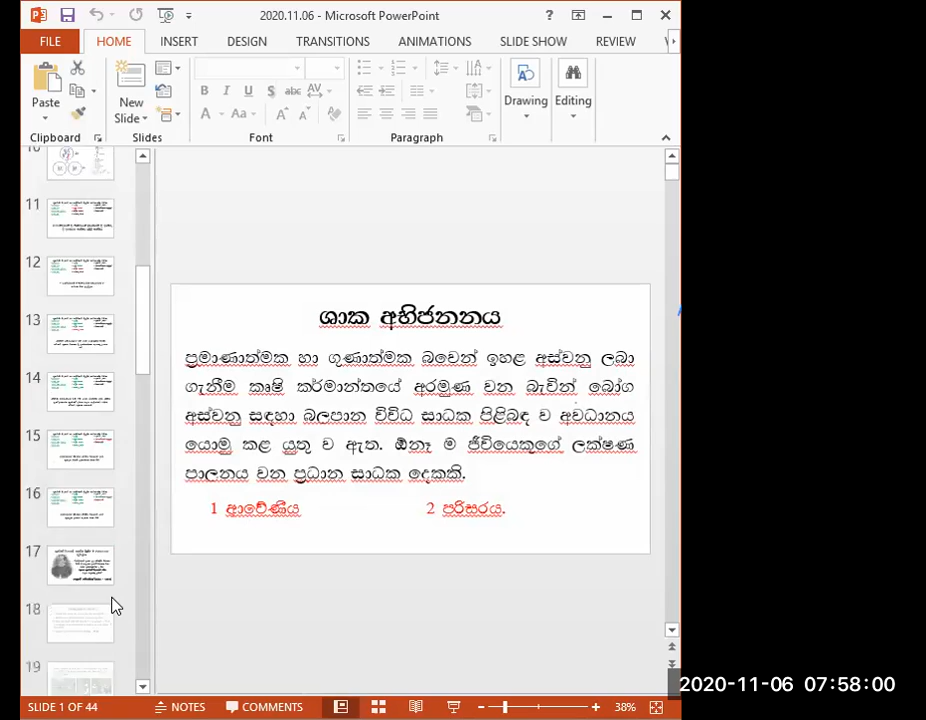 2020.11.06 - Microsoft PowerPoint
FILE HOME INSERT DESIGN TRANSITIONS ANIMATIONS SLIDE SHOW REVIEW
Paste
New
Slide
B I U S abc AV
A Aa A A
Drawing Editing
Clipboard Slides Font Paragraph
10
11
12
13
14
15
16
17
18
19
ශාක අභිජනනය
ප්‍රමාණාත්මක හා ගුණාත්මක බවෙන් ඉහළ අස්වනු ලබා
ගැනීම කෘෂි කර්මාන්තයේ අරමුණ වන බැවින් බෝග
අස්වනු සඳහා බලපාන විවිධ සාධක පිළිබඳ ව අවධානය
යොමු කළ යුතු ව ඇත. ඕනෑ ම ජීවියෙකුගේ ලක්ෂණ
පාලනය වන ප්‍රධාන සාධක දෙකකි.
1 ආවේණිය 2 පරිසරය.
2020-11-06 07:58:00
SLIDE 1 OF 44 NOTES COMMENTS 38%